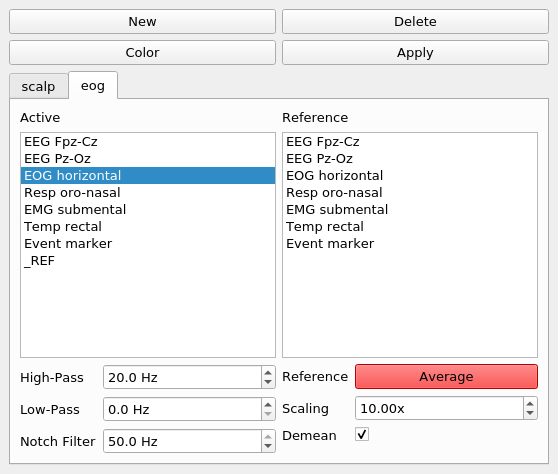 New Delete
Color Apply
scalp eog
Active Reference
EEG Fpz-Cz EEG Fpz-Cz
EEG Pz-Oz EEG Pz-Oz
EOG horizontal EOG horizontal
Resp oro-nasal Resp oro-nasal
EMG submental EMG submental
Temp rectal Temp rectal
Event marker Event marker
_REF
High-Pass 20.0 Hz Reference Average
Low-Pass 0.0 Hz Scaling 10.00x
Notch Filter 50.0 Hz Demean